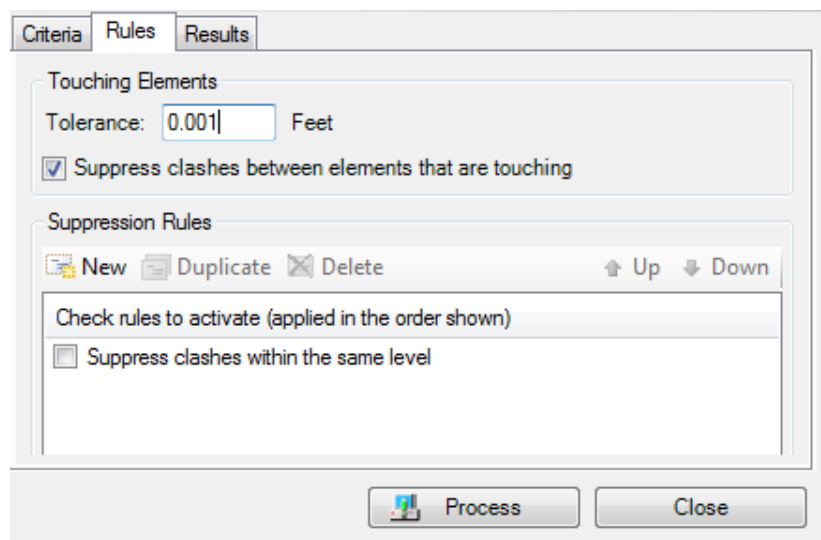 Criteria Rules Results
Touching Elements
Tolerance: 0.001 Feet
Suppress clashes between elements that are touching
Suppression Rules
New Duplicate Delete Up Down
Check rules to activate (applied in the order shown)
Suppress clashes within the same level
Process Close